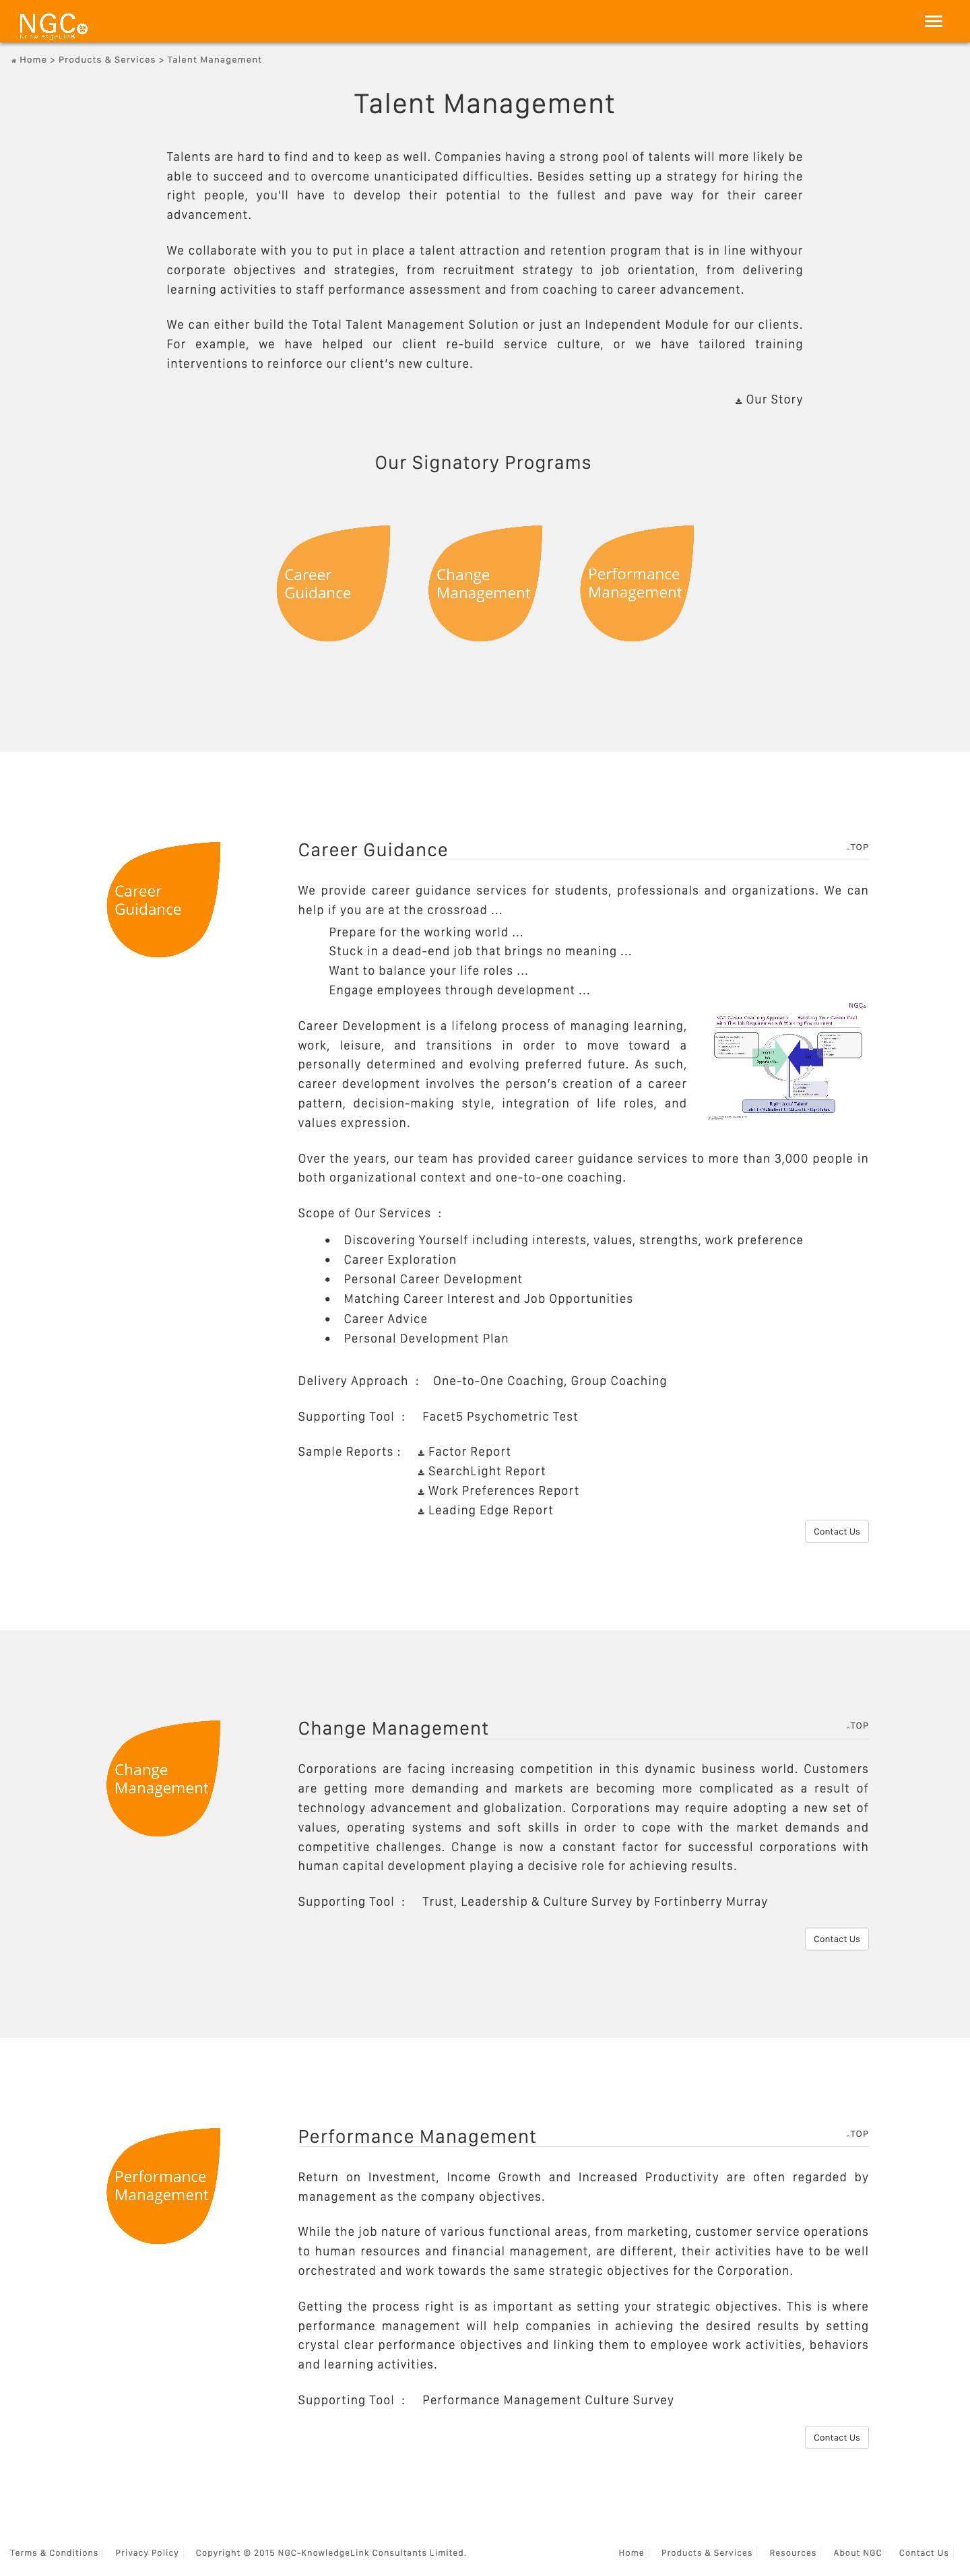 NGC
KnowledgeLinK
Home > Products & Services > Talent Management
Talent Management
Talents are hard to find and to keep as well. Companies having a strong pool of talents will more likely be
able to succeed and to overcome unanticipated difficulties. Besides setting up a strategy for hiring the
right people, you'll have to develop their potential to the fullest and pave way for their career
advancement.
We collaborate with you to put in place a talent attraction and retention program that is in line withyour
corporate objectives and strategies, from recruitment strategy to job orientation, from delivering
learning activities to staff performance assessment and from coaching to career advancement.
We can either build the Total Talent Management Solution or just an Independent Module for our clients.
For example, we have helped our client re-build service culture, or we have tailored training
interventions to reinforce our client's new culture.
Our Story
Our Signatory Programs
Career
Guidance
Change
Management
Performance
Management
Career
Guidance
Career Guidance
TOP
We provide career guidance services for students, professionals and organizations. We can
help if you are at the crossroad ...
Prepare for the working world ...
Stuck in a dead-end job that brings no meaning ...
Want to balance your life roles ...
Engage employees through development ...
Career Development is a lifelong process of managing learning,
work, leisure, and transitions in order to move toward a
personally determined and evolving preferred future. As such,
career development involves the person's creation of a career
pattern, decision-making style, integration of life roles, and
values expression.
NGC
Over the years, our team has provided career guidance services to more than 3,000 people in
both organizational context and one-to-one coaching.
Scope of Our Services :
• Discovering Yourself including interests, values, strengths, work preference
• Career Exploration
• Personal Career Development
• Matching Career Interest and Job Opportunities
• Career Advice
• Personal Development Plan
Delivery Approach : One-to-One Coaching, Group Coaching
Supporting Tool : Facet5 Psychometric Test
Sample Reports : Factor Report
SearchLight Report
Work Preferences Report
Leading Edge Report
Contact Us
Change
Management
Change Management
TOP
Corporations are facing increasing competition in this dynamic business world. Customers
are getting more demanding and markets are becoming more complicated as a result of
technology advancement and globalization. Corporations may require adopting a new set of
values, operating systems and soft skills in order to cope with the market demands and
competitive challenges. Change is now a constant factor for successful corporations with
human capital development playing a decisive role for achieving results.
Supporting Tool : Trust, Leadership & Culture Survey by Fortinberry Murray
Contact Us
Performance
Management
Performance Management
TOP
Return on Investment, Income Growth and Increased Productivity are often regarded by
management as the company objectives.
While the job nature of various functional areas, from marketing, customer service operations
to human resources and financial management, are different, their activities have to be well
orchestrated and work towards the same strategic objectives for the Corporation.
Getting the process right is as important as setting your strategic objectives. This is where
performance management will help companies in achieving the desired results by setting
crystal clear performance objectives and linking them to employee work activities, behaviors
and learning activities.
Supporting Tool : Performance Management Culture Survey
Contact Us
Terms & Conditions Privacy Policy Copyright © 2015 NGC-KnowledgeLink Consultants Limited. Home Products & Services Resources About NGC Contact Us